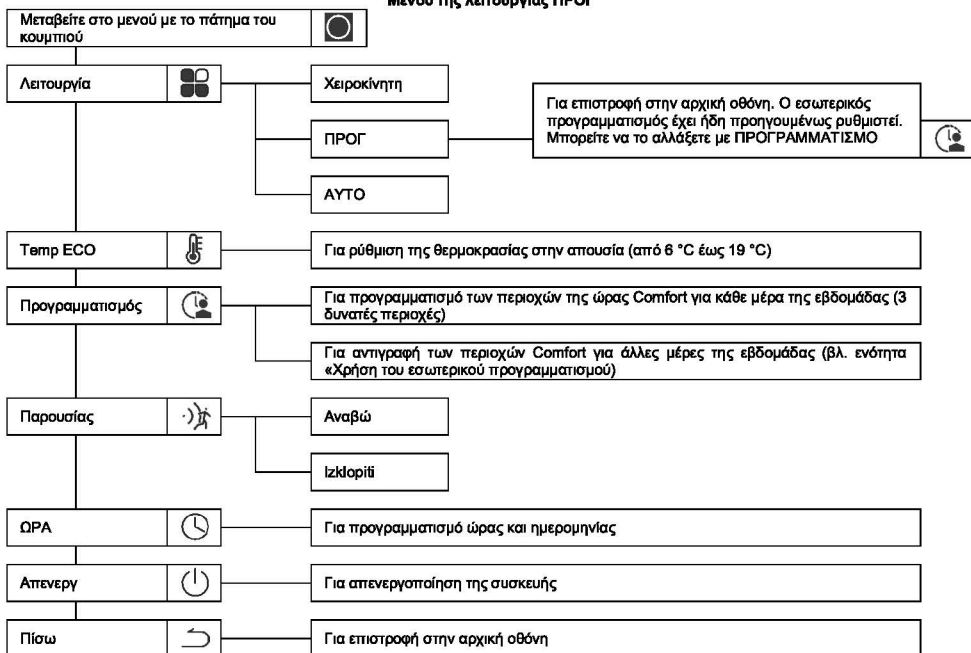 Μενού της λειτουργίας ΠΡΟΓ
Μεταβείτε στο μενού με το πάτημα του
κουμπιού
Λειτουργία
Χειροκίνητη
Για επιστροφή στην αρχική οθόνη. Ο εσωτερικός
προγραμματισμός έχει ήδη προηγουμένως ρυθμιστεί.
Μπορείτε να το αλλάξετε με ΠΡΟΓΡΑΜΜΑΤΙΣΜΟ
ΠΡΟΓ
ΑΥΤΟ
Temp ECO
Για ρύθμιση της θερμοκρασίας στην απουσία (από 6 °C έως 19 °C)
Προγραμματισμός
Για προγραμματισμό των περιοχών της ώρας Comfort για κάθε μέρα της εβδομάδας (3
δυνατές περιοχές)
Για αντιγραφή των περιοχών Comfort για άλλες μέρες της εβδομάδας (βλ. ενότητα
«Χρήση του εσωτερικού προγραμματισμού)
Παρουσίας
Αναβώ
Izklopiti
ΩΡΑ
Για προγραμματισμό ώρας και ημερομηνίας
Απενεργ
Για απενεργοποίηση της συσκευής
Πίσω
Για επιστροφή στην αρχική οθόνη